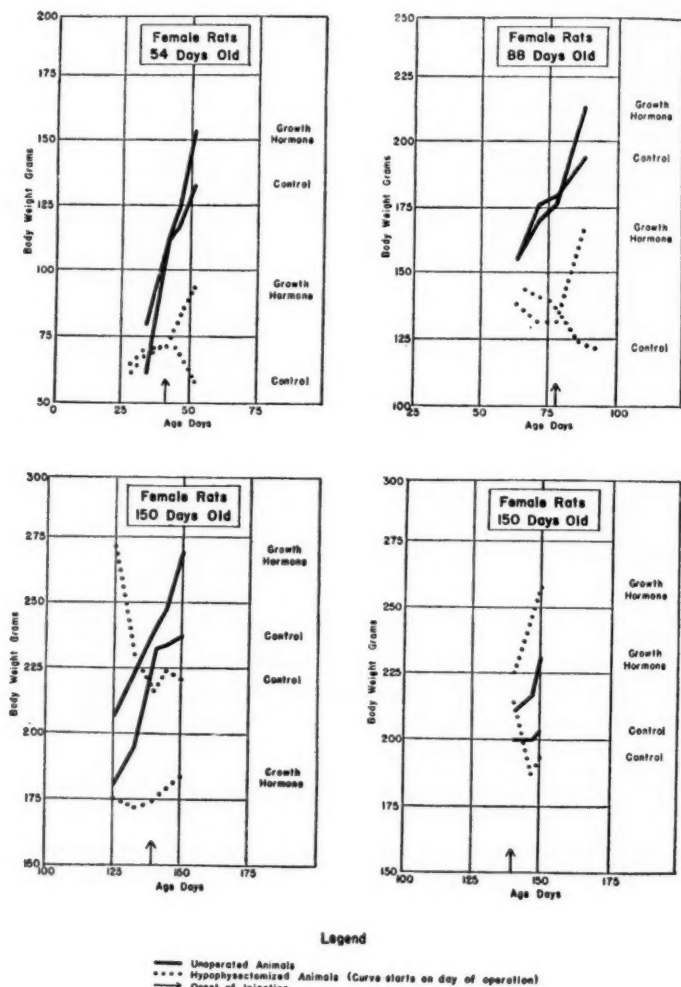 Female Rats
54 Days Old
200
175
150
125
100
75
50
0
25
50
75
Body Weight Grams
Age Days
Growth
Hormone
Control
Growth
Hormone
Control
Female Rats
88 Days Old
250
225
200
175
150
125
100
25
50
75
100
Body Weight Grams
Age Days
Growth
Hormone
Control
Growth
Hormone
Control
Female Rats
150 Days Old
300
275
250
225
200
175
150
100
125
150
175
Body Weight Grams
Age Days
Growth
Hormone
Control
Control
Growth
Hormone
Female Rats
150 Days Old
300
275
250
225
200
175
150
100
125
150
175
Body Weight Grams
Age Days
Growth
Hormone
Growth
Hormone
Control
Control
Legend
Unoperated Animals
Hypophysectomized Animals (Curve starts on day of operation)